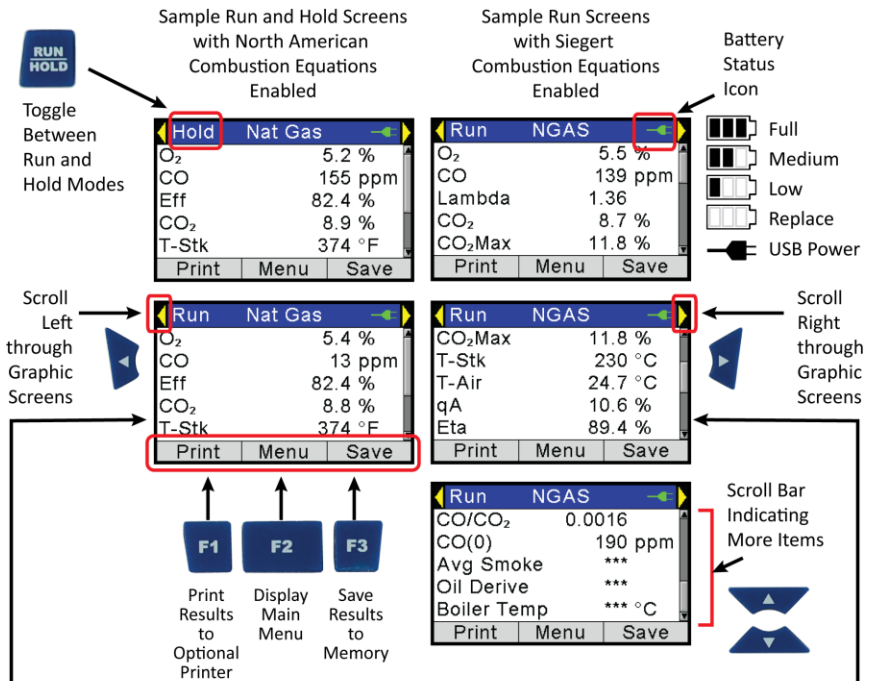 Sample Run and Hold Screens
with North American
Combustion Equations
Enabled
Sample Run Screens
with Siegert
Combustion Equations
Enabled
RUN
HOLD
Toggle
Between
Run and
Hold Modes
Battery
Status
Icon
Full
Medium
Low
Replace
USB Power
Hold Nat Gas
O₂ 5.2 %
CO 155 ppm
Eff 82.4 %
CO₂ 8.9 %
T-Stk 374 °F
Print Menu Save
Run NGAS
O₂ 5.5 %
CO 139 ppm
Lambda 1.36
CO₂ 8.7 %
CO₂Max 11.8 %
Print Menu Save
Scroll
Left
through
Graphic
Screens
Run Nat Gas
O₂ 5.4 %
CO 13 ppm
Eff 82.4 %
CO₂ 8.8 %
T-Stk 374 °F
Print Menu Save
Run NGAS
CO₂Max 11.8 %
T-Stk 230 °C
T-Air 24.7 °C
qA 10.6 %
Eta 89.4 %
Print Menu Save
Scroll
Right
through
Graphic
Screens
F1
Print
Results
to
Optional
Printer
F2
Display
Main
Menu
F3
Save
Results
to
Memory
Run NGAS
CO/CO₂ 0.0016
CO(0) 190 ppm
Avg Smoke ***
Oil Derive ***
Boiler Temp *** °C
Print Menu Save
Scroll Bar
Indicating
More Items